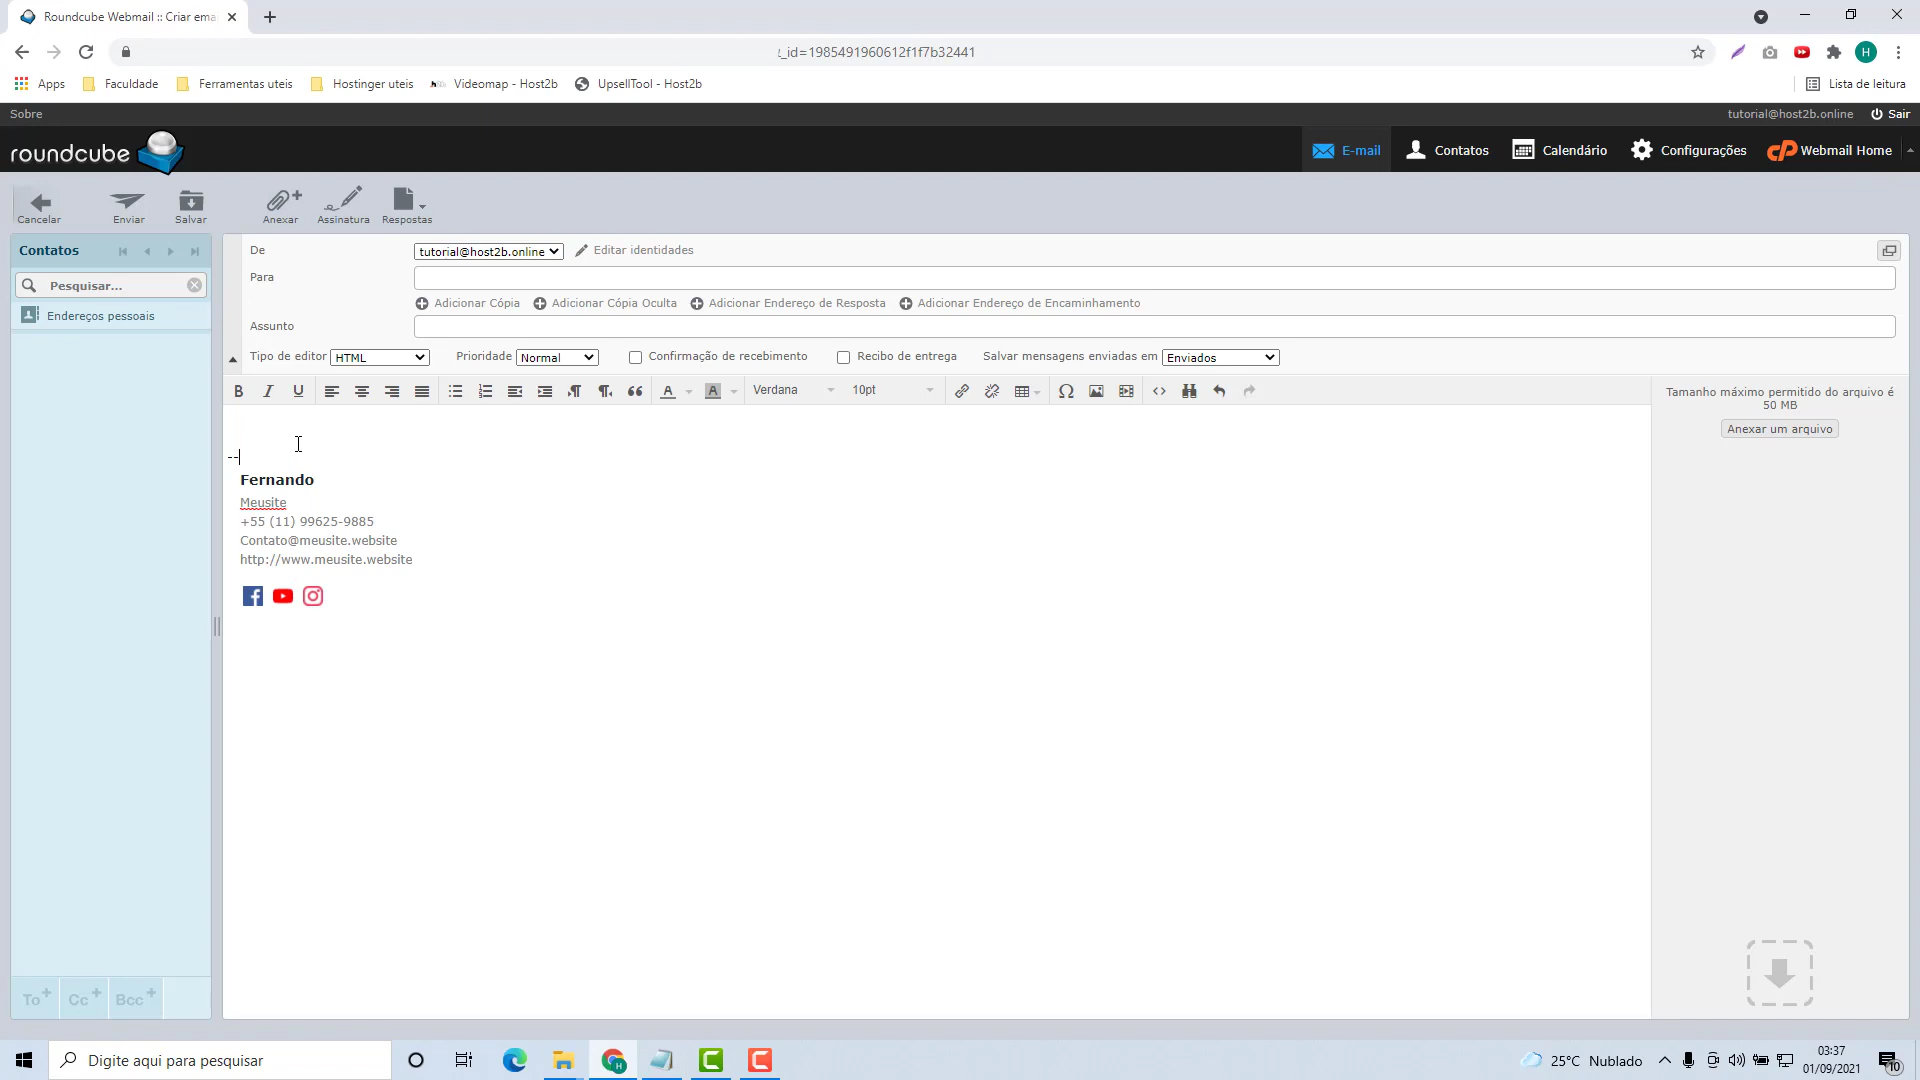 Roundcube Webmail :: Criar ema
_id=1985491960612f1f7b32441
H
Apps
Faculdade
Ferramentas uteis
Hostinger uteis
Videomap - Host2b
UpsellTool - Host2b
Lista de leitura
Sobre
tutorial@host2b.online
Sair
roundcube
E-mail
Contatos
Calendário
Configurações
cP Webmail Home
Cancelar
Enviar
Salvar
Anexar
Assinatura
Respostas
Contatos
Pesquisar...
Endereços pessoais
De
tutorial@host2b.online
Editar identidades
Para
Adicionar Cópia
Adicionar Cópia Oculta
Adicionar Endereço de Resposta
Adicionar Endereço de Encaminhamento
Assunto
Tipo de editor HTML
Prioridade Normal
Confirmação de recebimento
Recibo de entrega
Salvar mensagens enviadas em Enviados
B I U
A A
Verdana
10pt
Tamanho máximo permitido do arquivo é
50 MB
Anexar um arquivo
--
Fernando
Meusite
+55 (11) 99625-9885
Contato@meusite.website
http://www.meusite.website
To+
Cc+
Bcc+
Digite aqui para pesquisar
25°C Nublado
03:37
01/09/2021
10